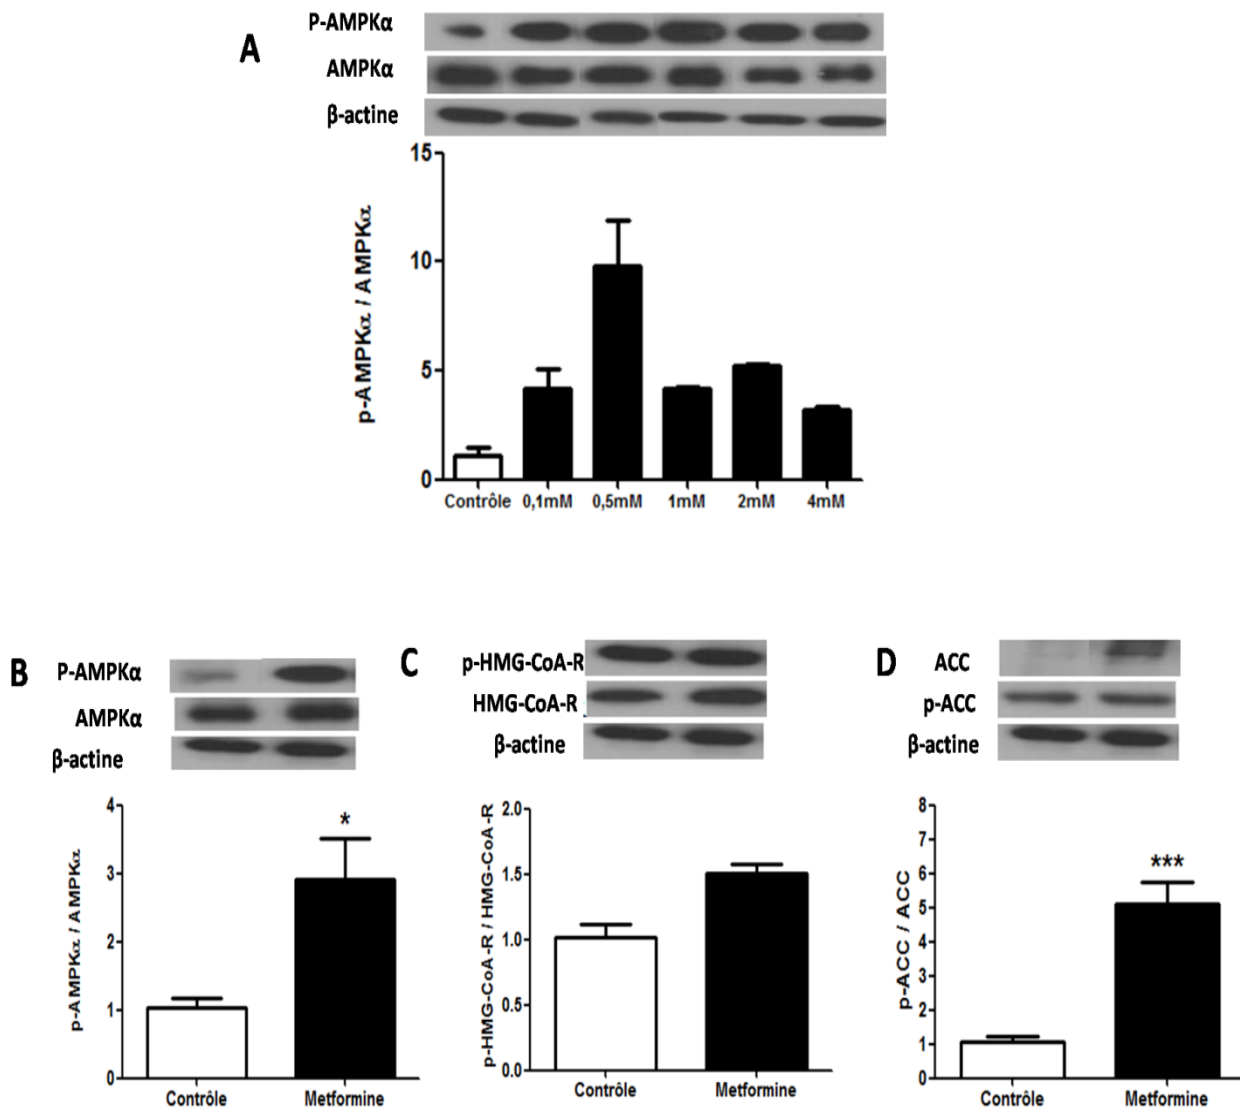 A
P-AMPKα
AMPKα
β-actine
15
10
5
0
p-AMPKα / AMPKα
Contrôle 0,1mM 0,5mM 1mM 2mM 4mM
B
P-AMPKα
AMPKα
β-actine
4
3
2
1
0
p-AMPKα / AMPKα
*
Contrôle Metformine
C
p-HMG-CoA-R
HMG-CoA-R
β-actine
2.0
1.5
1.0
0.5
0.0
p-HMG-CoA-R / HMG-CoA-R
Contrôle Metformine
D
ACC
p-ACC
β-actine
8
7
6
5
4
3
2
1
0
p-ACC / ACC
***
Contrôle Metformine